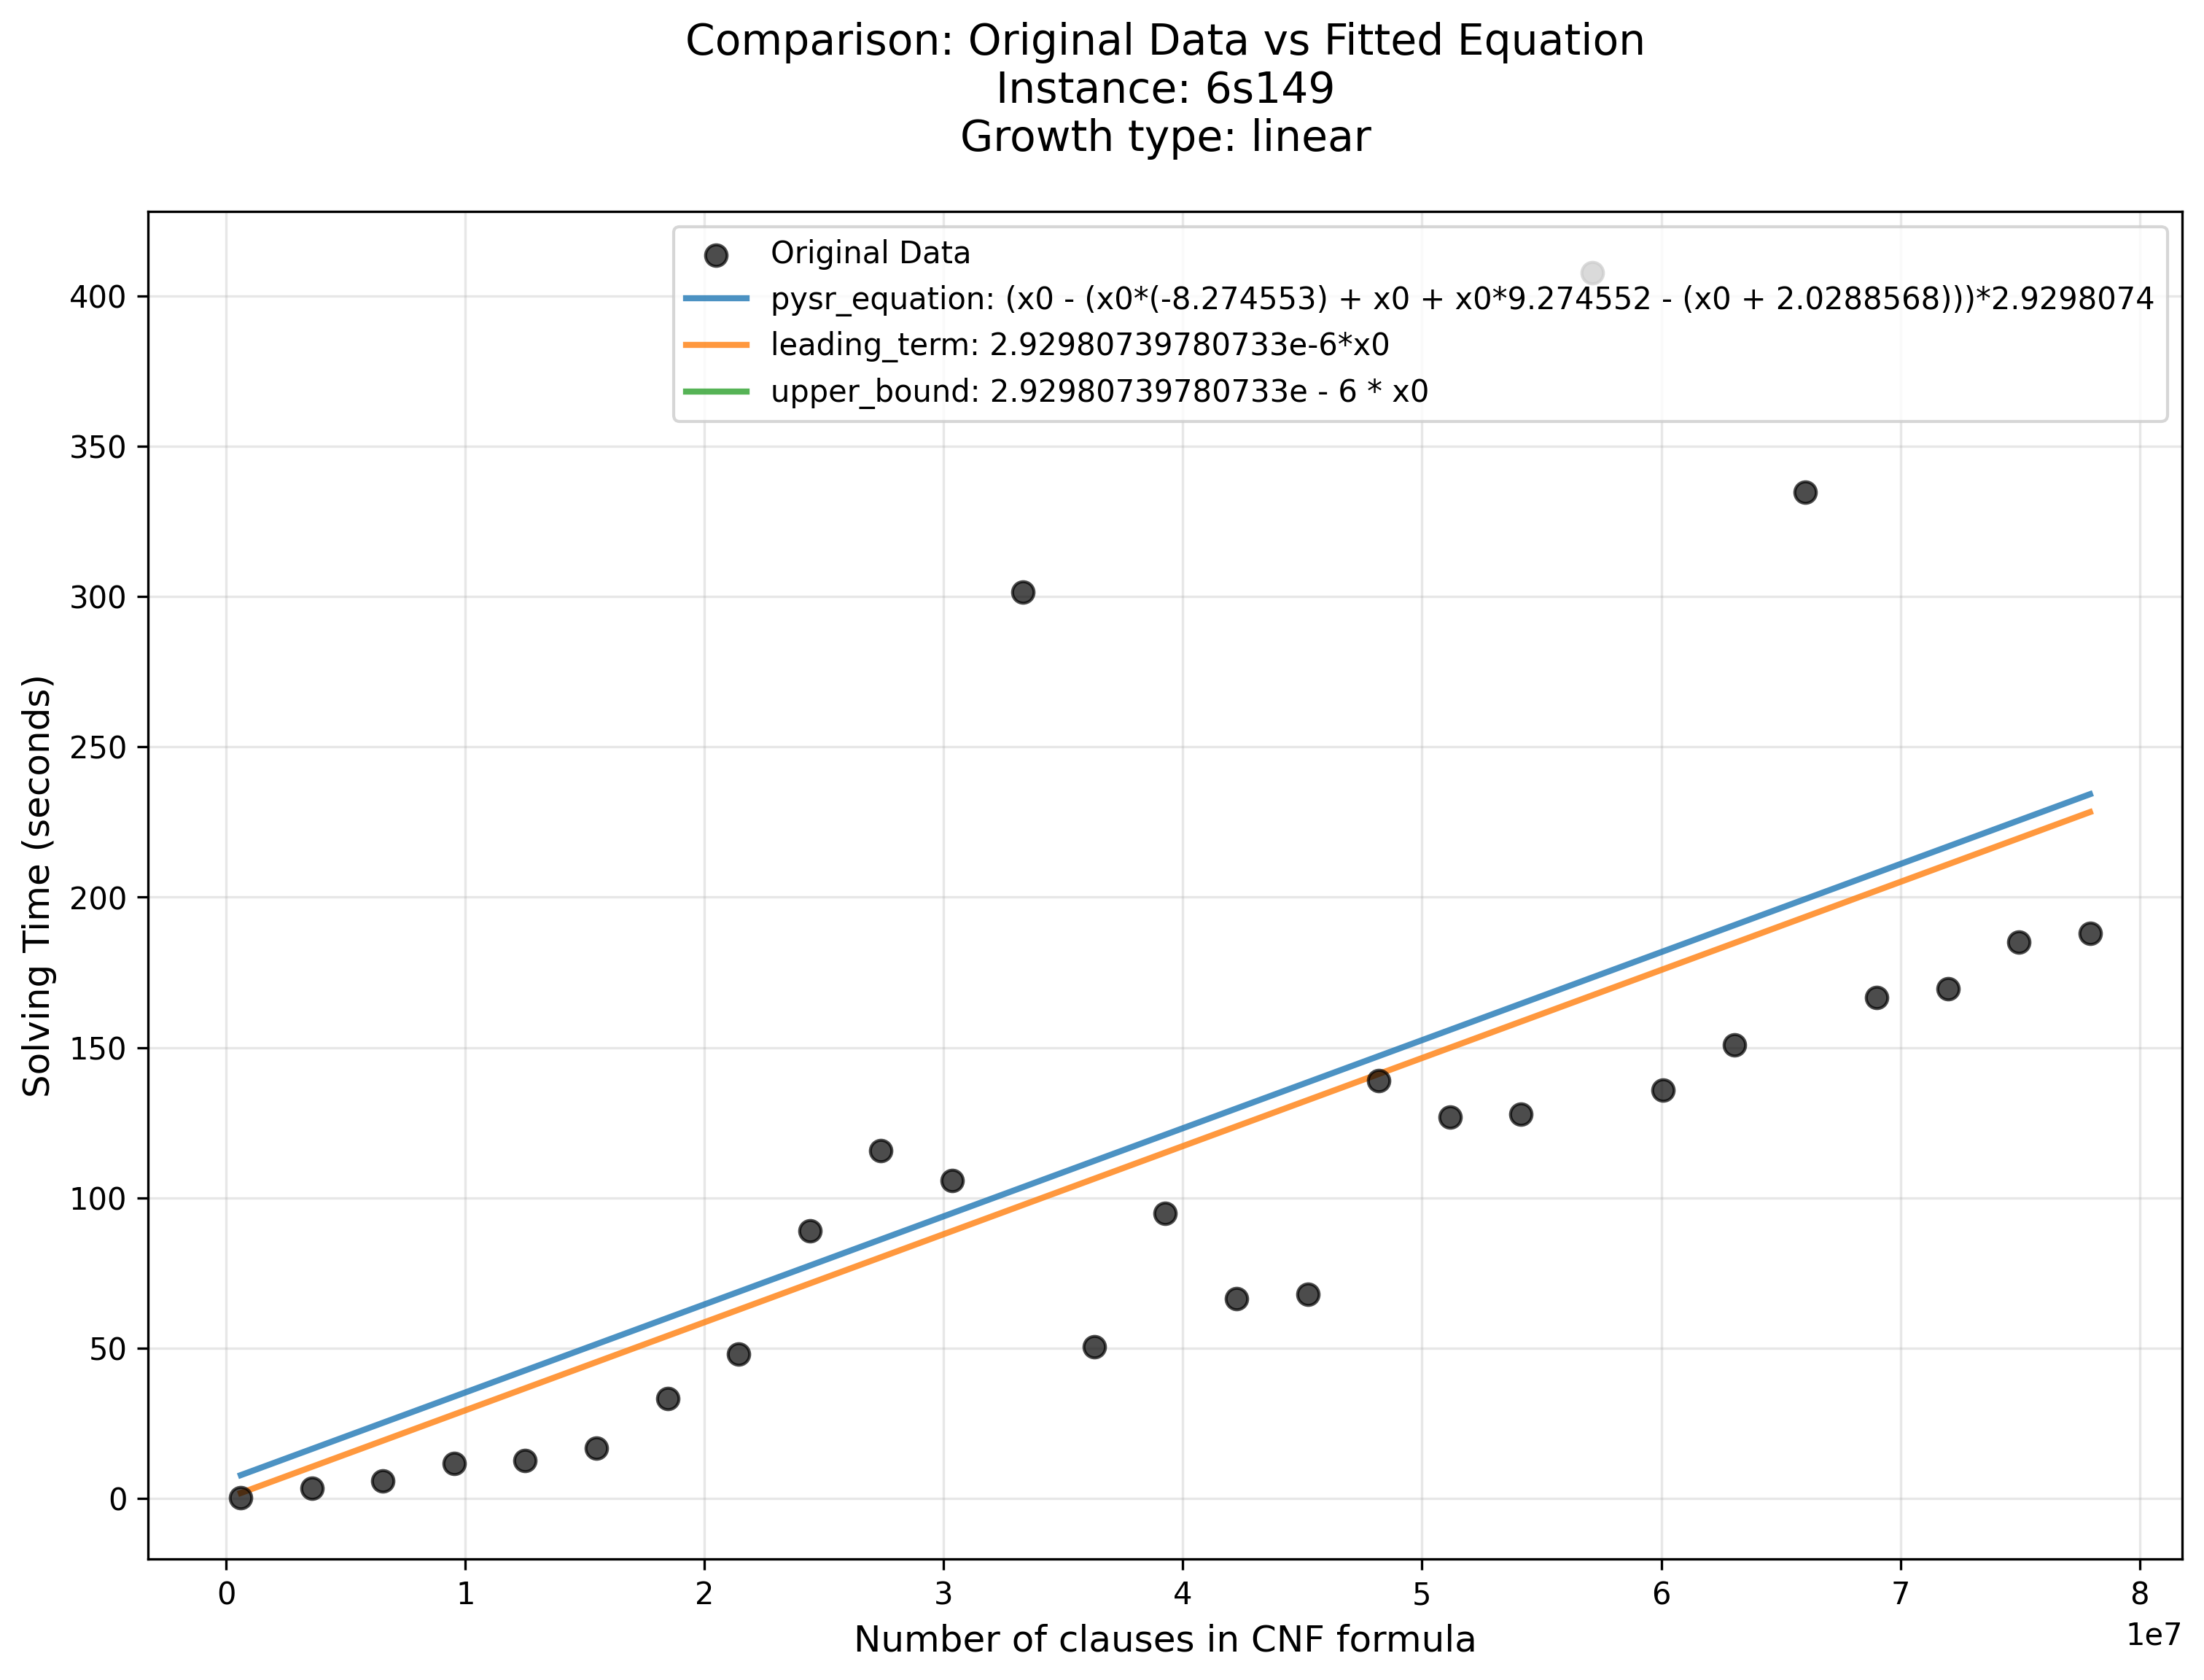 Comparison: Original Data vs Fitted Equation
Instance: 6s149
Growth type: linear
Original Data
pysr_equation: (x0 - (x0*(-8.274553) + x0 + x0*9.274552 - (x0 + 2.0288568)))*2.9298074
leading_term: 2.92980739780733e-6*x0
upper_bound: 2.92980739780733e - 6 * x0
400
350
300
250
200
150
100
50
0
Solving Time (seconds)
0 1 2 3 4 5 6 7 8
1e7
Number of clauses in CNF formula